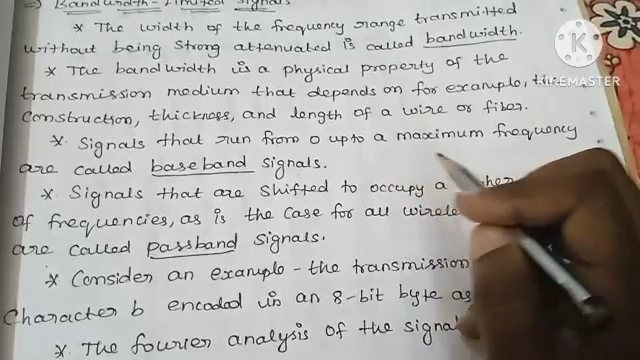 ⇒ Bandwidth - Limited Signals
* The width of the frequency range transmitted
without being strong attenuated is called bandwidth.
* The bandwidth is a physical property of the
transmission medium that depends on for example, the
construction, thickness, and length of a wire or fiber.
* Signals that run from 0 upto a maximum frequency
are called baseband signals.
* Signals that are shifted to occupy a
of frequencies, as is the case for all
are called passband signals.
* Consider an example - the transmission
character b encoded in an 8-bit byte as
* The fourier analysis of the signal
KINEMASTER